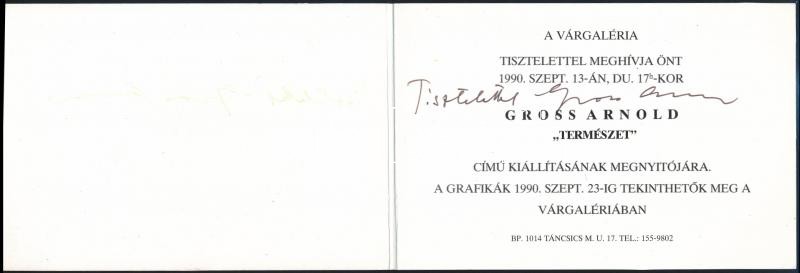 A VÁRGALÉRIA
TISZTELETTEL MEGHÍVJA ÖNT
1990. SZEPT. 13-ÁN, DU. 17ʰ-KOR
Tisztelettel Gross Arnold
GROSS ARNOLD
„TERMÉSZET”
CÍMŰ KIÁLLÍTÁSÁNAK MEGNYITÓJÁRA.
A GRAFIKÁK 1990. SZEPT. 23-IG TEKINTHETŐK MEG A
VÁRGALÉRIÁBAN
BP. 1014 TÁNCSICS M. U. 17. TEL.: 155-9802